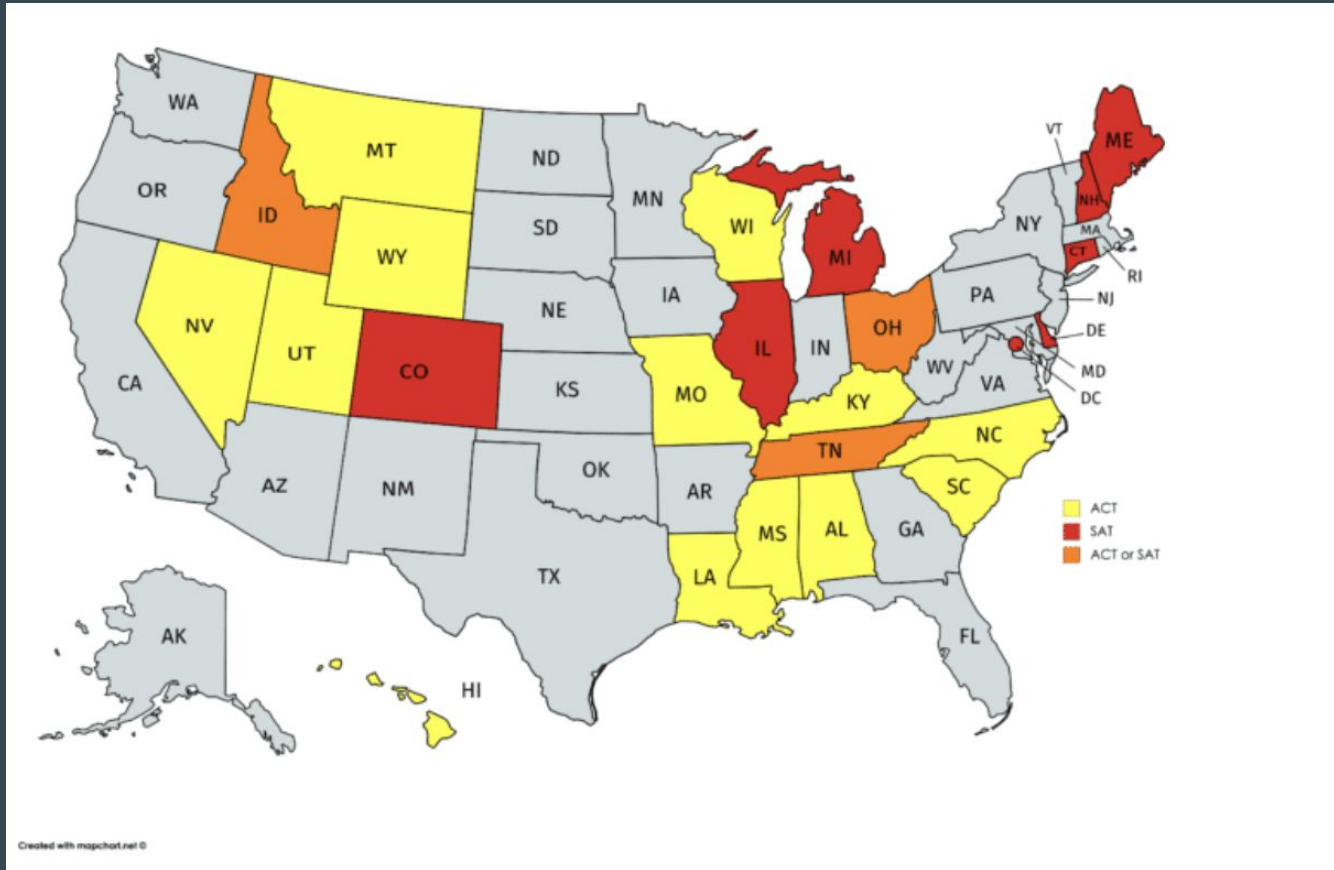 WA
MT
ND
MN
VT
ME
OR
ID
SD
WI
NH
NY
MA
WY
MI
CT
RI
IA
PA
NJ
NE
NV
OH
DE
UT
IL
IN
CO
WV
MD
CA
KS
MO
VA
DC
KY
NC
TN
OK
AZ
NM
AR
SC
ACT
MS
AL
GA
SAT
ACT or SAT
TX
LA
AK
FL
HI
Created with mapchart.net ©